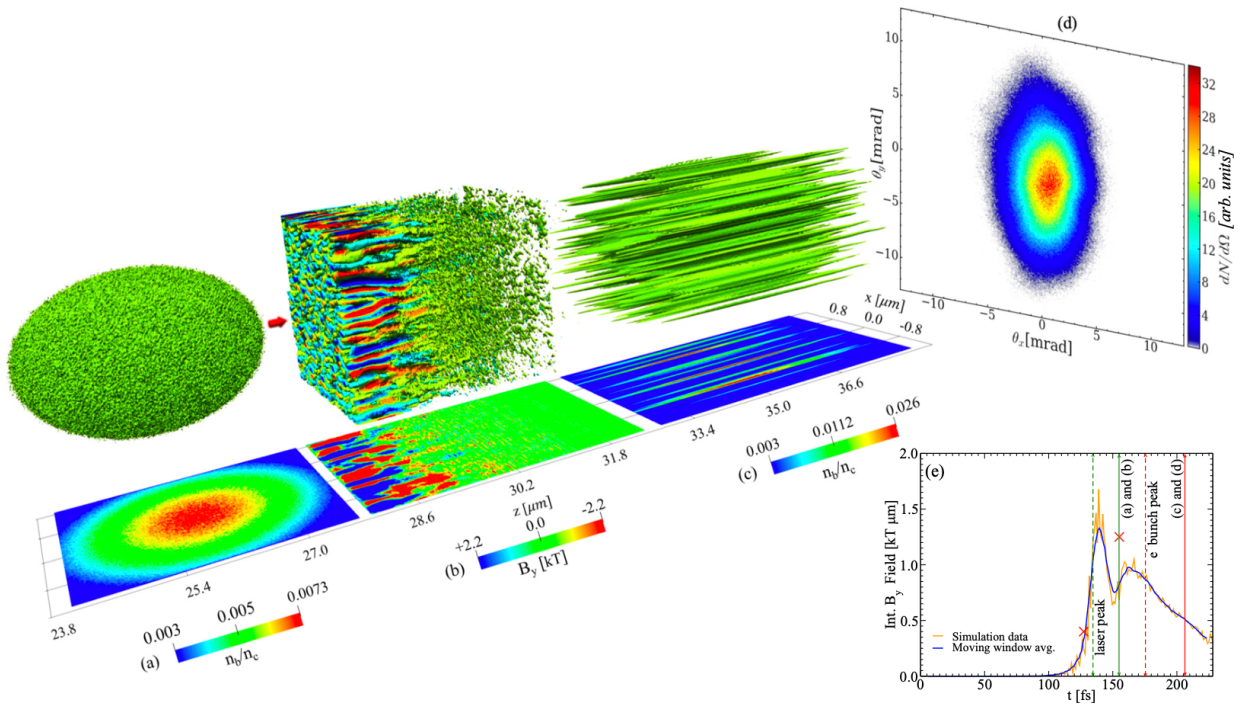 (d)
10
5
0
−5
−10
θy[mrad]
−10
−5
0
5
10
θx[mrad]
32
28
24
20
16
12
8
4
0
dN/dΩ [arb. units]
x [μm]
0.8
0.0
-0.8
36.6
35.0
33.4
31.8
30.2
z [μm]
28.6
27.0
25.4
23.8
0.003
0.0112
0.026
(c)
nb/nc
+2.2
0.0
-2.2
(b)
By [kT]
0.003
0.005
0.0073
(a)
nb/nc
(e)
2.0
1.5
1.0
0.5
0.0
Int. By Field [kT μm]
laser peak
(a) and (b)
e⁻ bunch peak
(c) and (d)
Simulation data
Moving window avg.
0
50
100
150
200
t [fs]